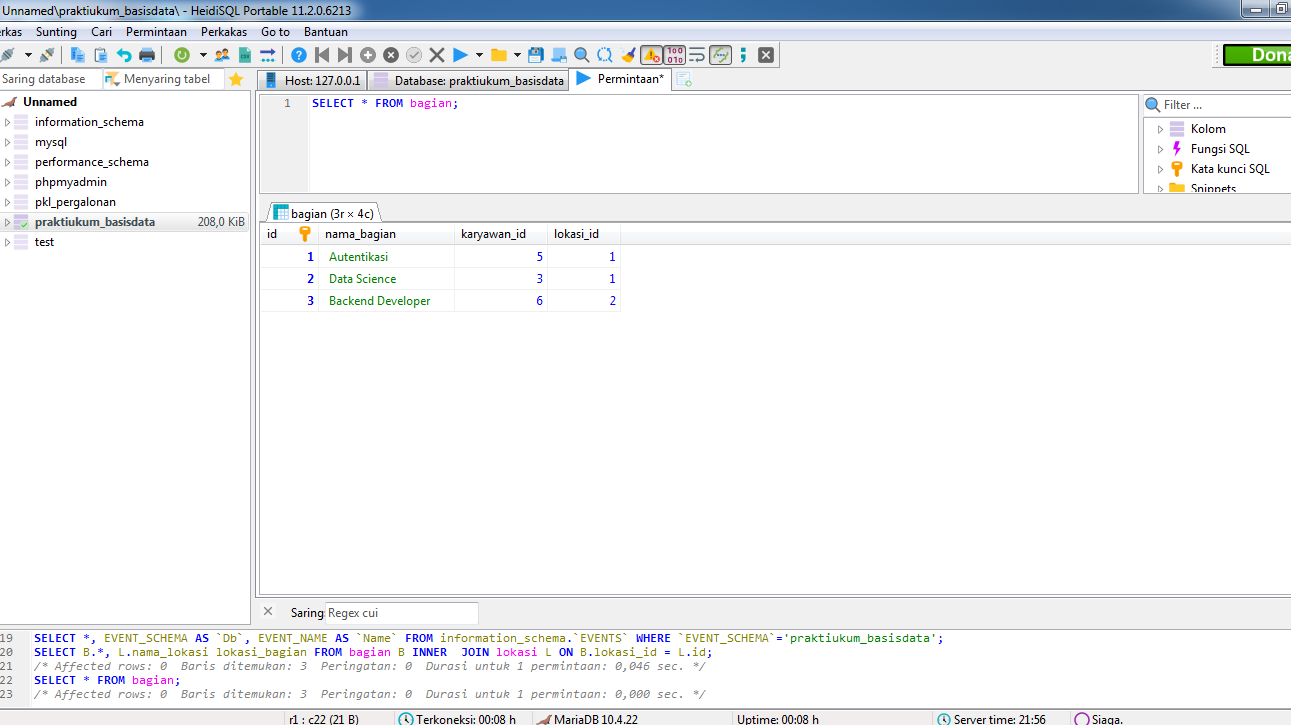 Unnamed\praktiukum_basisdata\ - HeidiSQL Portable 11.2.0.6213
erkas Sunting Cari Permintaan Perkakas Go to Bantuan
Dona
Saring database Menyaring tabel Host: 127.0.0.1 Database: praktiukum_basisdata Permintaan*
Unnamed
information_schema
mysql
performance_schema
phpmyadmin
pkl_pergalonan
praktiukum_basisdata 208,0 KiB
test
1 SELECT * FROM bagian;
Filter ...
Kolom
Fungsi SQL
Kata kunci SQL
Snippets
bagian (3r × 4c)
id nama_bagian karyawan_id lokasi_id
1 Autentikasi 5 1
2 Data Science 3 1
3 Backend Developer 6 2
Saring: Regex cui
19 SELECT *, EVENT_SCHEMA AS `Db`, EVENT_NAME AS `Name` FROM information_schema.`EVENTS` WHERE `EVENT_SCHEMA`='praktiukum_basisdata';
20 SELECT B.*, L.nama_lokasi lokasi_bagian FROM bagian B INNER  JOIN lokasi L ON B.lokasi_id = L.id;
21 /* Affected rows: 0  Baris ditemukan: 3  Peringatan: 0  Durasi untuk 1 permintaan: 0,046 sec. */
22 SELECT * FROM bagian;
23 /* Affected rows: 0  Baris ditemukan: 3  Peringatan: 0  Durasi untuk 1 permintaan: 0,000 sec. */
r1 : c22 (21 B) Terkoneksi: 00:08 h MariaDB 10.4.22 Uptime: 00:08 h Server time: 21:56 Siaga.